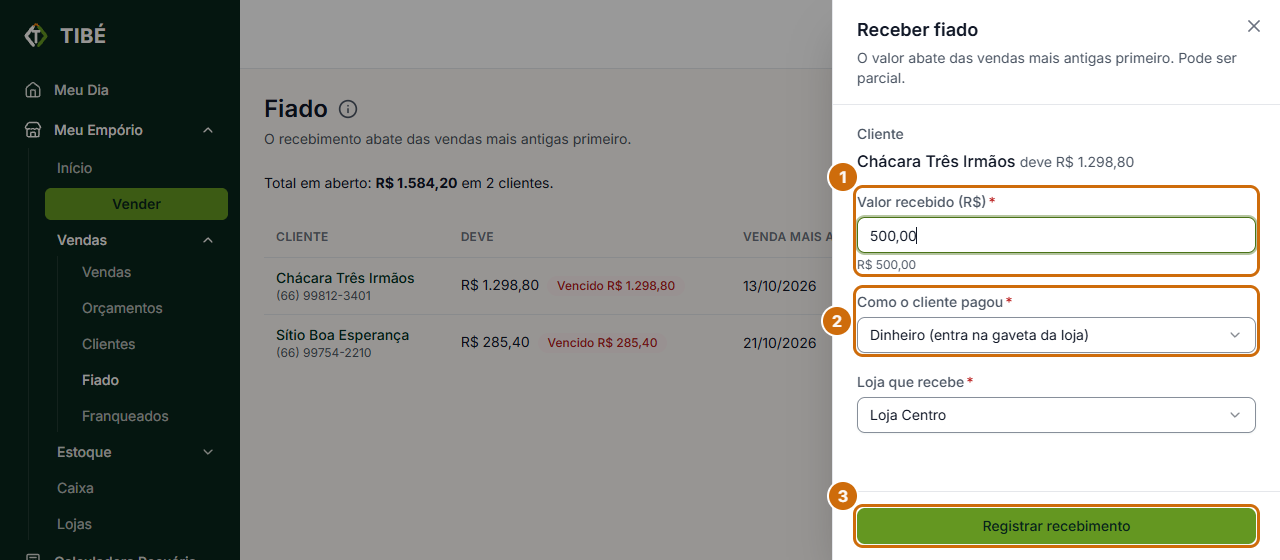 TIBÉ
Meu Dia
Meu Empório
Início
Vender
Vendas
Vendas
Orçamentos
Clientes
Fiado
Franqueados
Estoque
Caixa
Lojas
Calculadora Pecuária
Fiado
O recebimento abate das vendas mais antigas primeiro.
Total em aberto: R$ 1.584,20 em 2 clientes.
CLIENTE DEVE VENDA MAIS A
Chácara Três Irmãos R$ 1.298,80 Vencido R$ 1.298,80 13/10/2026
(66) 99812-3401
Sítio Boa Esperança R$ 285,40 Vencido R$ 285,40 21/10/2026
(66) 99754-2210
Receber fiado
O valor abate das vendas mais antigas primeiro. Pode ser
parcial.
Cliente
Chácara Três Irmãos deve R$ 1.298,80
1
Valor recebido (R$) *
500,00
R$ 500,00
2
Como o cliente pagou *
Dinheiro (entra na gaveta da loja)
Loja que recebe *
Loja Centro
3
Registrar recebimento